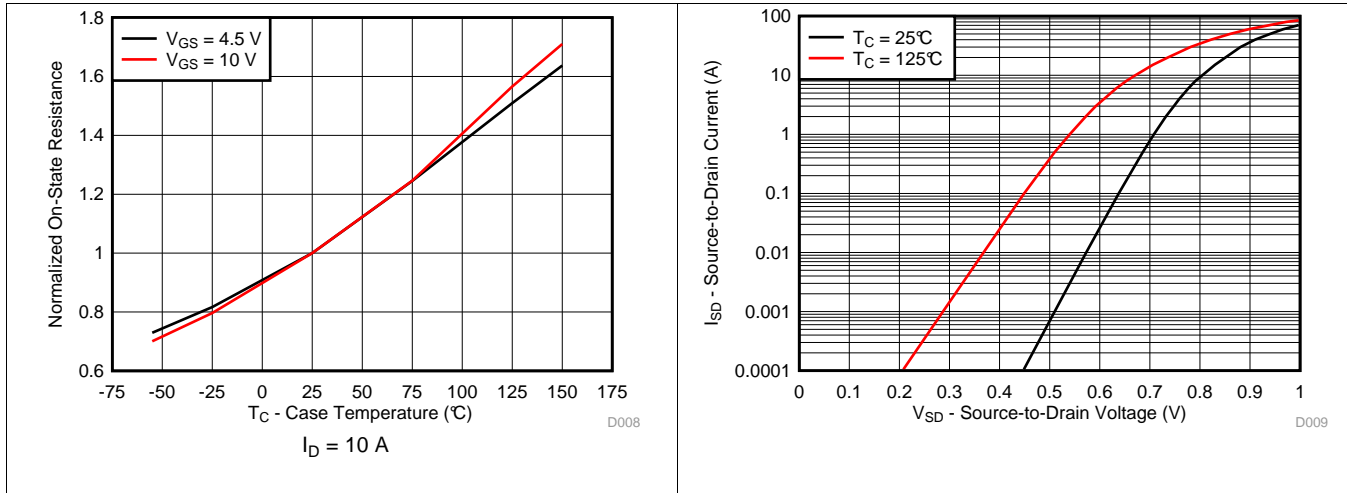 1.8
V_GS = 4.5 V
V_GS = 10 V
1.6
1.4
1.2
1
0.8
0.6
Normalized On-State Resistance
-75 -50 -25 0 25 50 75 100 125 150 175
T_C - Case Temperature (°C)
D008
I_D = 10 A
100
T_C = 25°C
T_C = 125°C
10
1
0.1
0.01
0.001
0.0001
I_SD - Source-to-Drain Current (A)
0 0.1 0.2 0.3 0.4 0.5 0.6 0.7 0.8 0.9 1
V_SD - Source-to-Drain Voltage (V)
D009